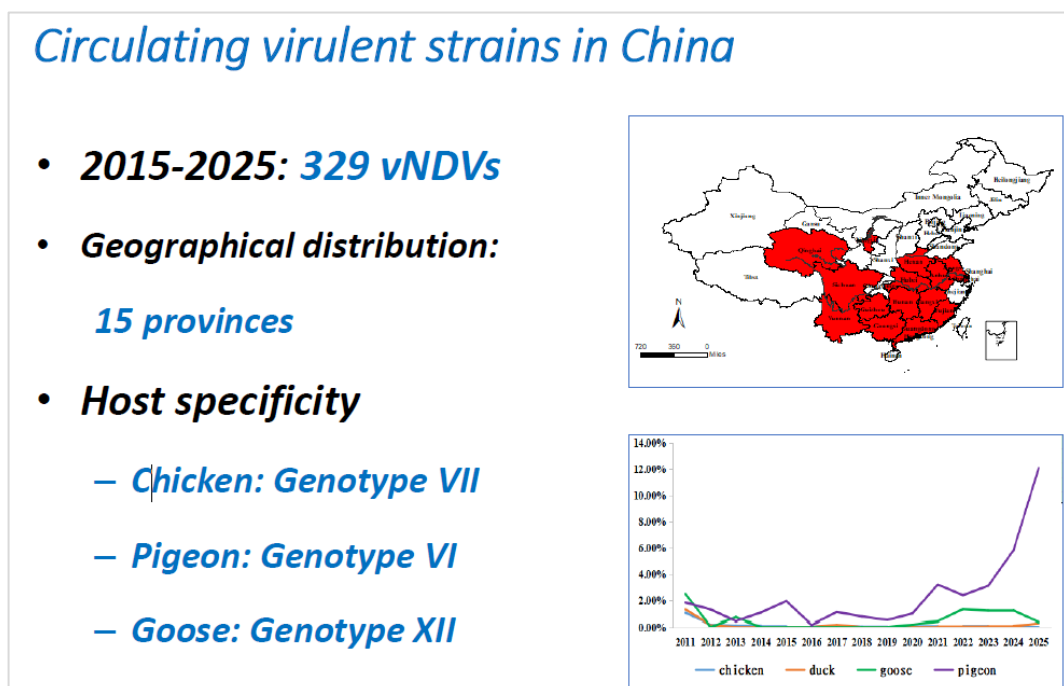 Circulating virulent strains in China
• 2015-2025: 329 vNDVs
• Geographical distribution:
15 provinces
• Host specificity
– Chicken: Genotype VII
– Pigeon: Genotype VI
– Goose: Genotype XII
Heilongjiang
Inner Mongolia
Jilin
Xinjiang
Liaoning
Gansu
Qinghai
Tibet
Sichuan
Shanghai
Yunnan
Guangxi
Hainan
N
720 360 0
Miles
14.00%
12.00%
10.00%
8.00%
6.00%
4.00%
2.00%
0.00%
2011 2012 2013 2014 2015 2016 2017 2018 2019 2020 2021 2022 2023 2024 2025
chicken duck goose pigeon